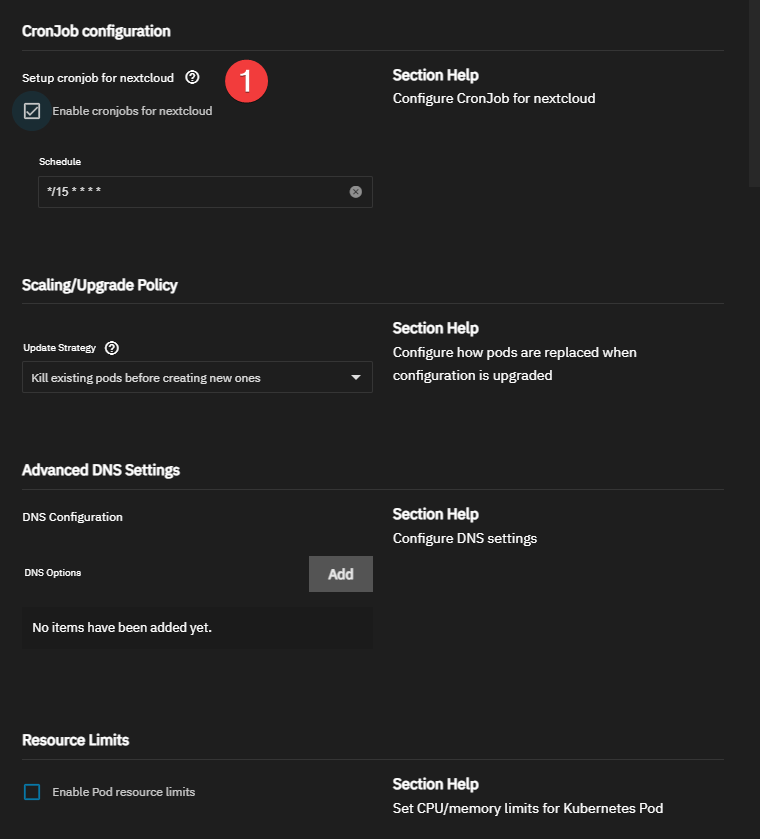 CronJob configuration
Setup cronjob for nextcloud
1
Section Help
Configure CronJob for nextcloud
Enable cronjobs for nextcloud
Schedule
*/15 * * * *
Scaling/Upgrade Policy
Section Help
Update Strategy
Configure how pods are replaced when
configuration is upgraded
Kill existing pods before creating new ones
Advanced DNS Settings
DNS Configuration
Section Help
Configure DNS settings
DNS Options
Add
No items have been added yet.
Resource Limits
Enable Pod resource limits
Section Help
Set CPU/memory limits for Kubernetes Pod